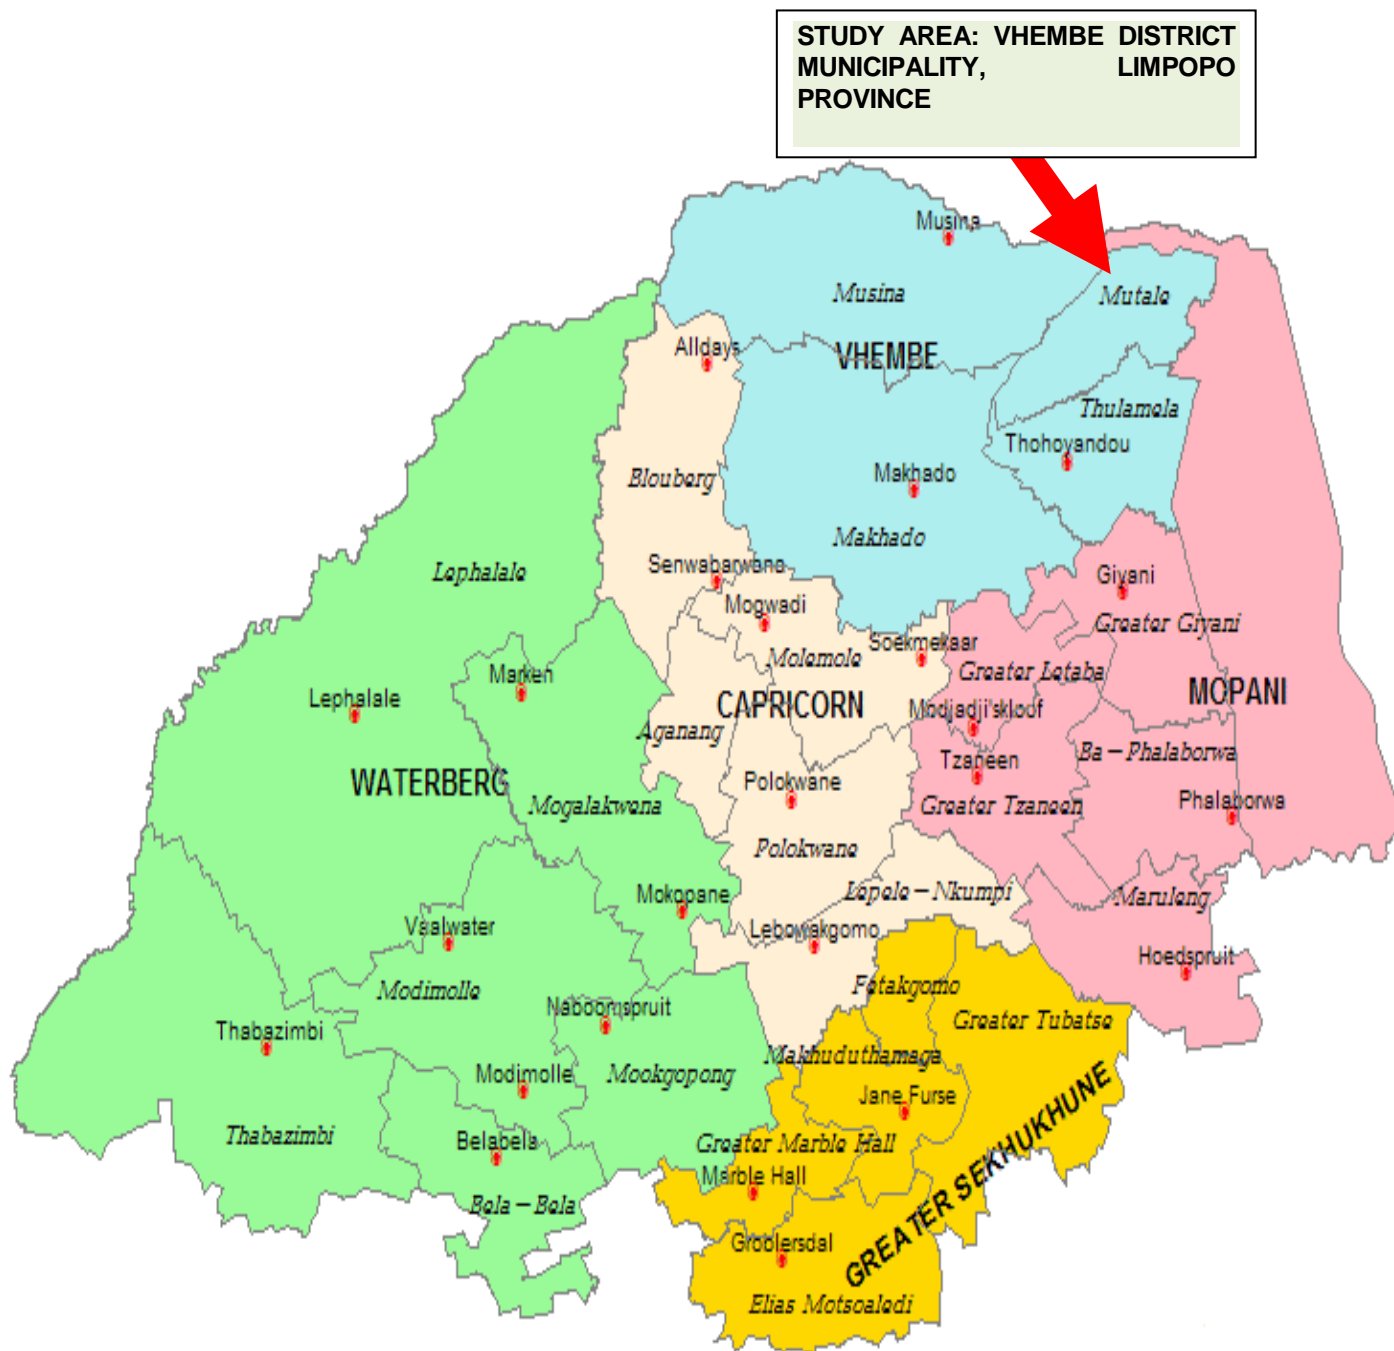 STUDY AREA: VHEMBE DISTRICT
MUNICIPALITY, LIMPOPO
PROVINCE
Musina
Musina
Mutale
Alldays
VHEMBE
Thulamela
Thohoyandou
Blouberg
Makhado
Makhado
Lephalale
Senwabarwana
Giyani
Mogwadi
Greater Giyani
Soekmekaar
Molemole
Greater Letaba
Marken
Lephalale
CAPRICORN
MOPANI
Modjadji'skloof
Aganang
Ba-Phalaborwa
Tzaneen
WATERBERG
Polokwane
Mogalakwena
Greater Tzaneen
Phalaborwa
Polokwane
Mokopane
Lepele-Nkumpi
Maruleng
Vaalwater
Lebowakgomo
Hoedspruit
Modimolle
Fetakgomo
Naboomspruit
Greater Tubatse
Thabazimbi
Makhuduthamaga
Modimolle
Mookgopong
Jane Furse
Thabazimbi
Belabela
Greater Marble Hall
Marble Hall
GREATER SEKHUKHUNE
Bela-Bela
Groblersdal
Elias Motsoaledi